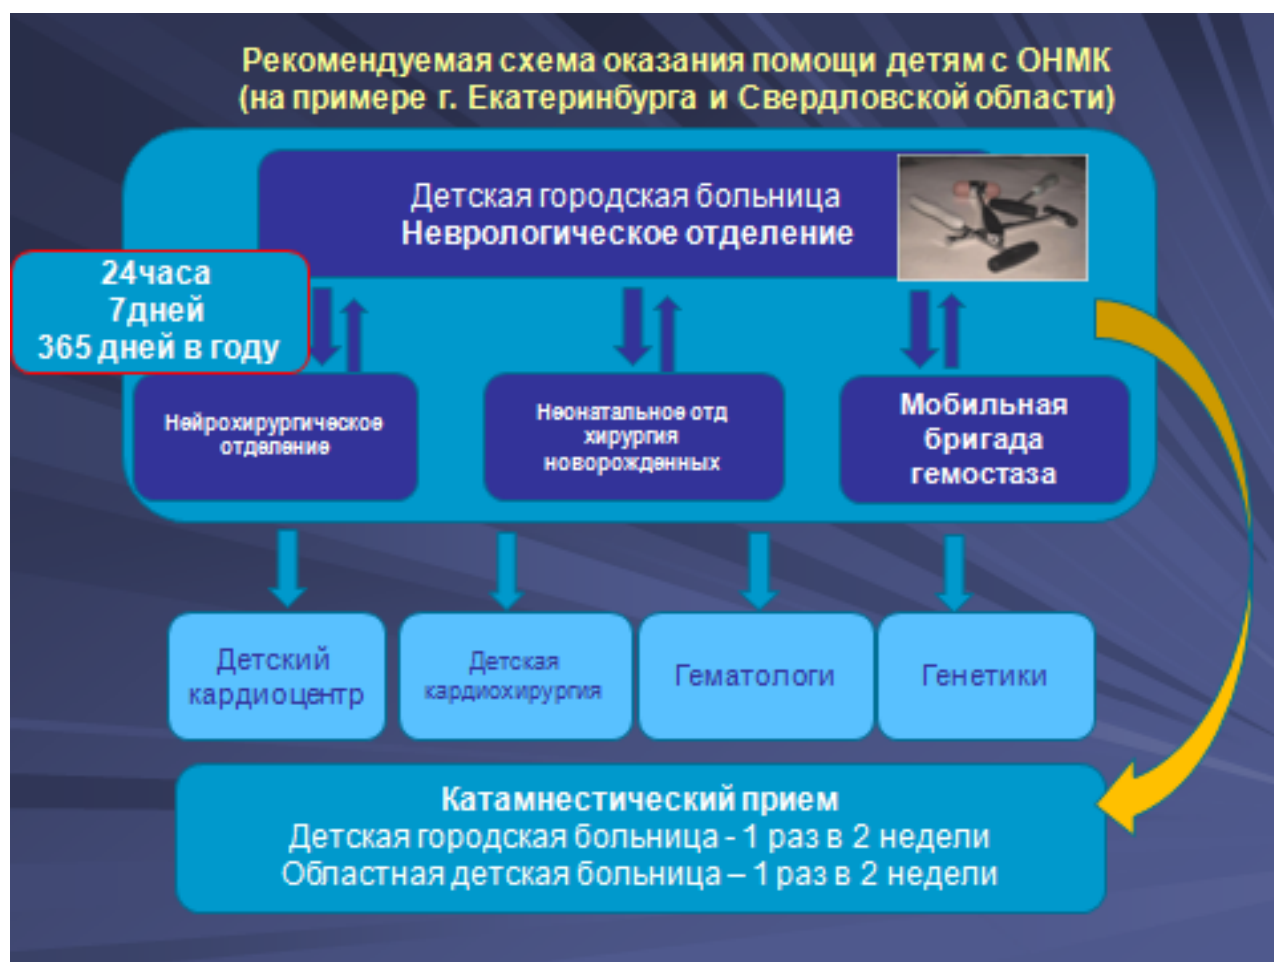 Рекомендуемая схема оказания помощи детям с ОНМК
(на примере г. Екатеринбурга и Свердловской области)
Детская городская больница
Неврологическое отделение
24часа
7дней
365 дней в году
Нейрохирургическое
отделение
Неонатальное отд
хирургия
новорожденных
Мобильная
бригада
гемостаза
Детский
кардиоцентр
Детская
кардиохирургия
Гематологи
Генетики
Катамнестический прием
Детская городская больница - 1 раз в 2 недели
Областная детская больница – 1 раз в 2 недели